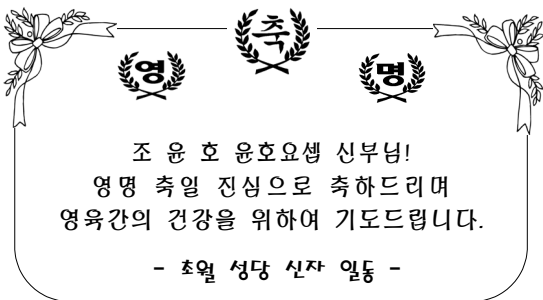 영 축 명
조 윤 호 윤호요셉 신부님!
영명 축일 진심으로 축하드리며
영육간의 건강을 위하여 기도드립니다.
- 초월 성당 신자 일동 -